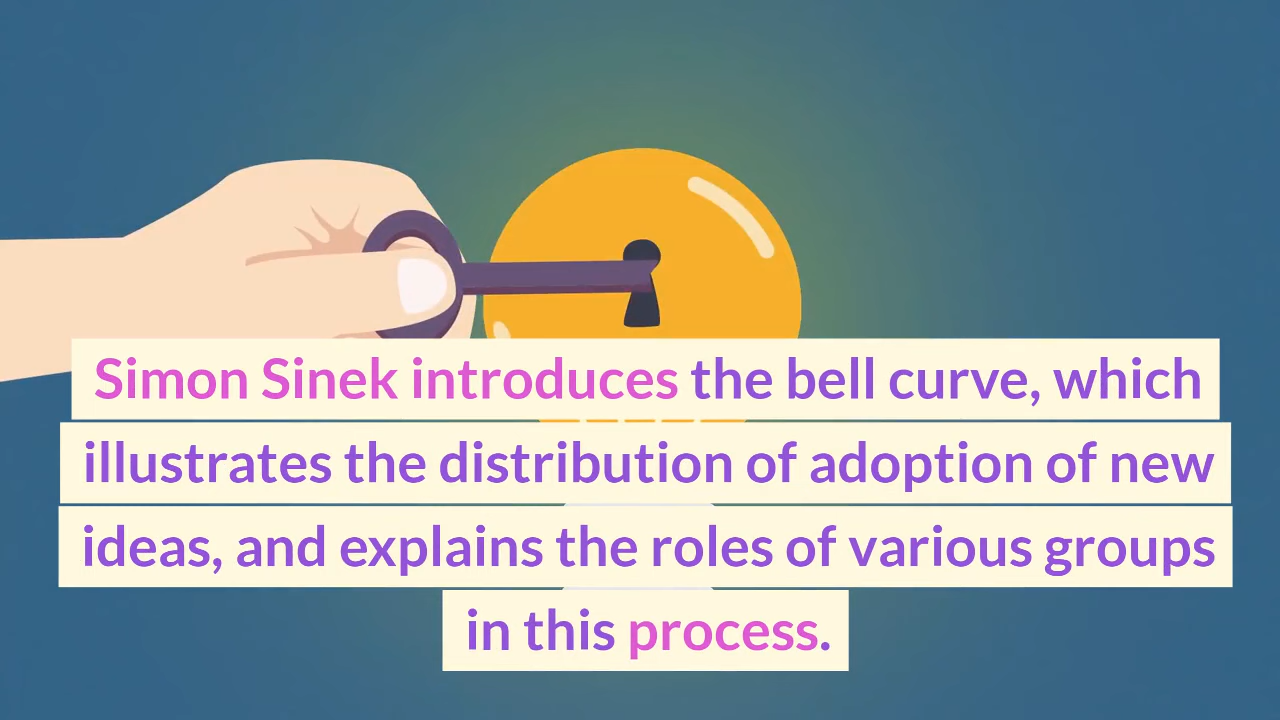 Simon Sinek introduces the bell curve, which
illustrates the distribution of adoption of new
ideas, and explains the roles of various groups
in this process.